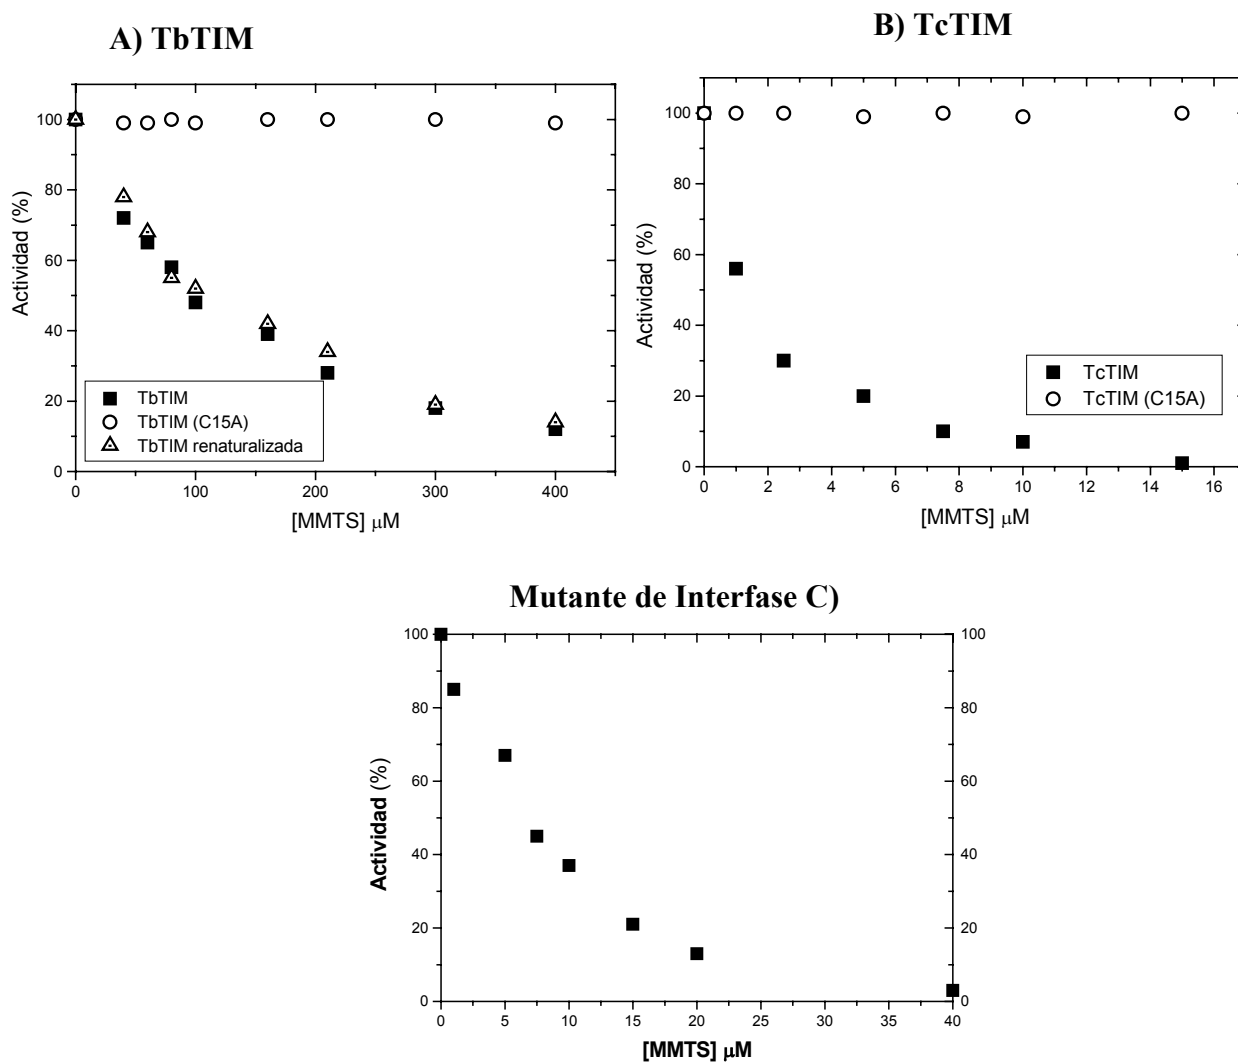 A) TbTIM
100
80
60
40
20
0
Actividad (%)
TbTIM
TbTIM (C15A)
TbTIM renaturalizada
0 100 200 300 400
[MMTS] μM
B) TcTIM
100
80
60
40
20
0
Actividad (%)
TcTIM
TcTIM (C15A)
0 2 4 6 8 10 12 14 16
[MMTS] μM
Mutante de Interfase C)
100 100
80 80
60 60
40 40
20 20
0 0
Actividad (%)
0 5 10 15 20 25 30 35 40
[MMTS] μM